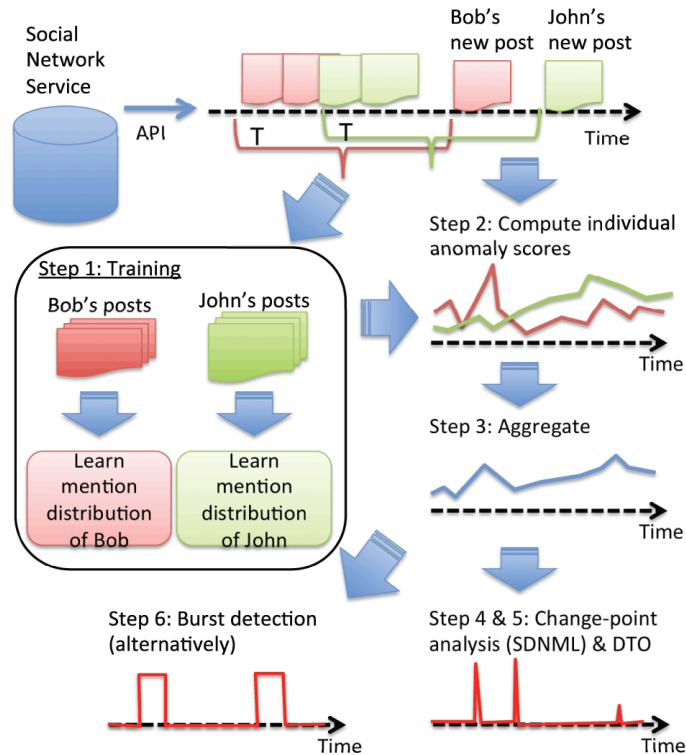 Social
Network
Service
API
Bob's
new post
John's
new post
T
T
Time
Step 1: Training
Bob's posts
John's posts
Learn
mention
distribution
of Bob
Learn
mention
distribution
of John
Step 2: Compute individual
anomaly scores
Time
Step 3: Aggregate
Time
Step 4 & 5: Change-point
analysis (SDNML) & DTO
Time
Step 6: Burst detection
(alternatively)
Time